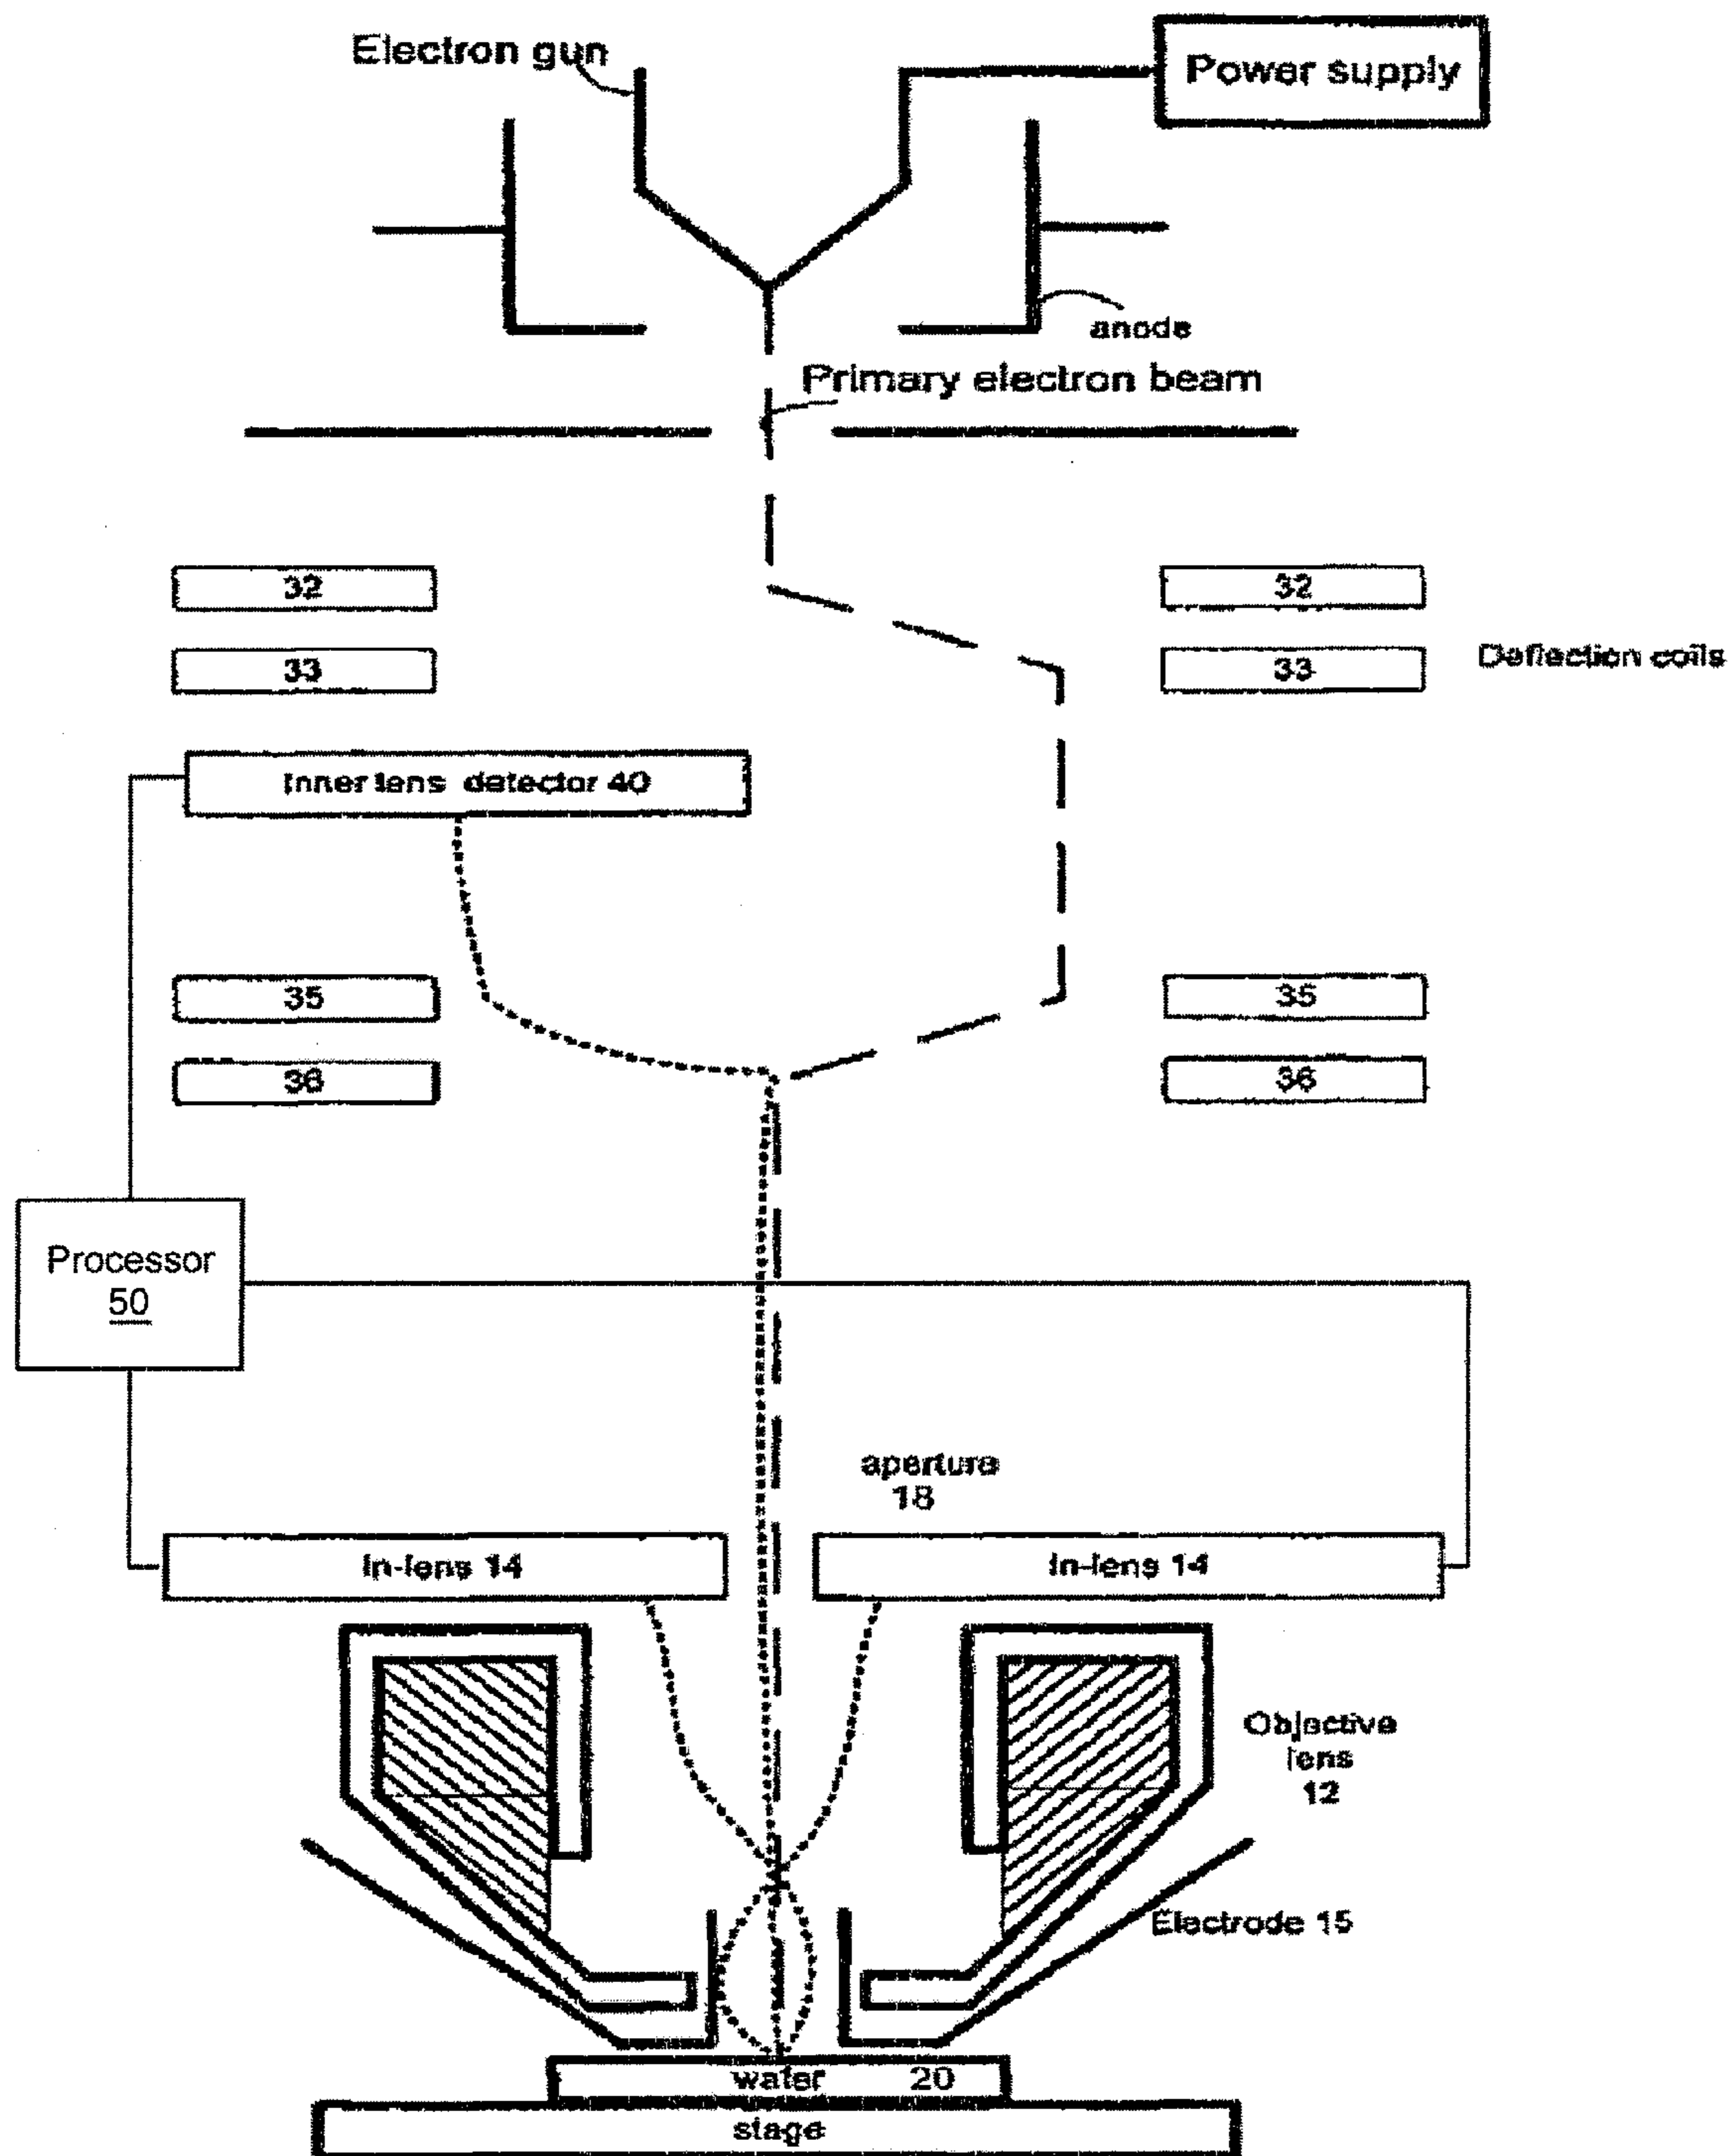 Electron gun
Power supply
anode
Primary electron beam
32
32
33
33
Deflection coils
Inner lens detector 40
35
35
36
36
Processor
50
aperture
18
In-lens 14
In-lens 14
Objective
lens
12
Electrode 15
water 20
stage